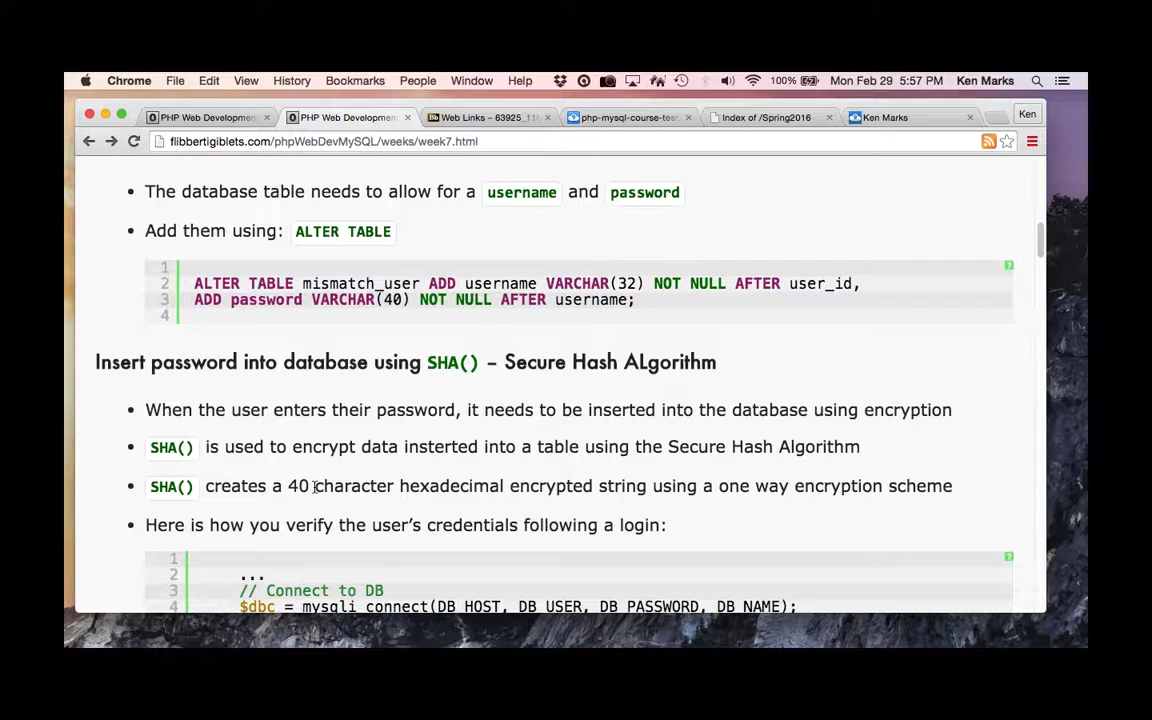 Chrome File Edit View History Bookmarks People Window Help 100% Mon Feb 29 5:57 PM Ken Marks
PHP Web Development PHP Web Development Web Links – 63925_11 php-mysql-course-test Index of /Spring2016 Ken Marks Ken
flibbertigiblets.com/phpWebDevMySQL/weeks/week7.html
• The database table needs to allow for a username and password
• Add them using: ALTER TABLE
1
2 ALTER TABLE mismatch_user ADD username VARCHAR(32) NOT NULL AFTER user_id,
3 ADD password VARCHAR(40) NOT NULL AFTER username;
4
?
Insert password into database using SHA() – Secure Hash ALgorithm
• When the user enters their password, it needs to be inserted into the database using encryption
• SHA() is used to encrypt data insterted into a table using the Secure Hash Algorithm
• SHA() creates a 40 character hexadecimal encrypted string using a one way encryption scheme
• Here is how you verify the user’s credentials following a login:
1
?
2 ...
3 // Connect to DB
4 $dbc = mysqli_connect(DB_HOST, DB_USER, DB_PASSWORD, DB_NAME);